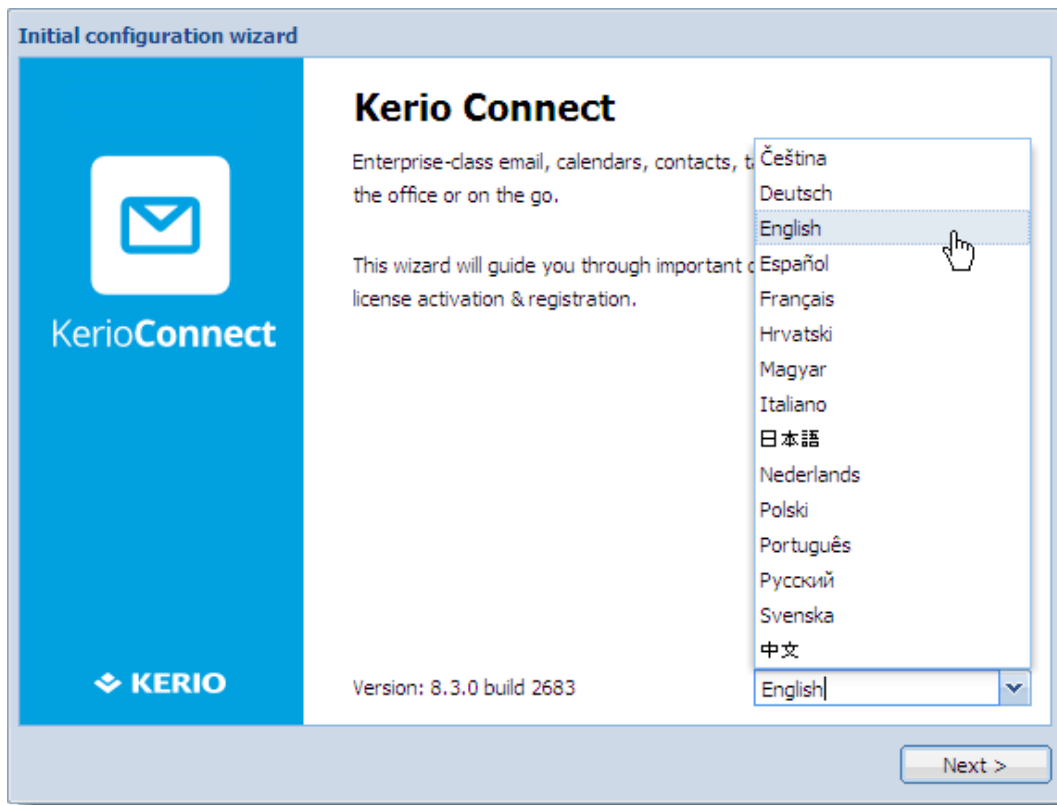 Initial configuration wizard
Kerio Connect
Enterprise-class email, calendars, contacts,
the office or on the go.
This wizard will guide you through important
license activation & registration.
KerioConnect
KERIO
Version: 8.3.0 build 2683
Čeština
Deutsch
English
Español
Français
Hrvatski
Magyar
Italiano
日本語
Nederlands
Polski
Português
Русский
Svenska
中文
English
Next >